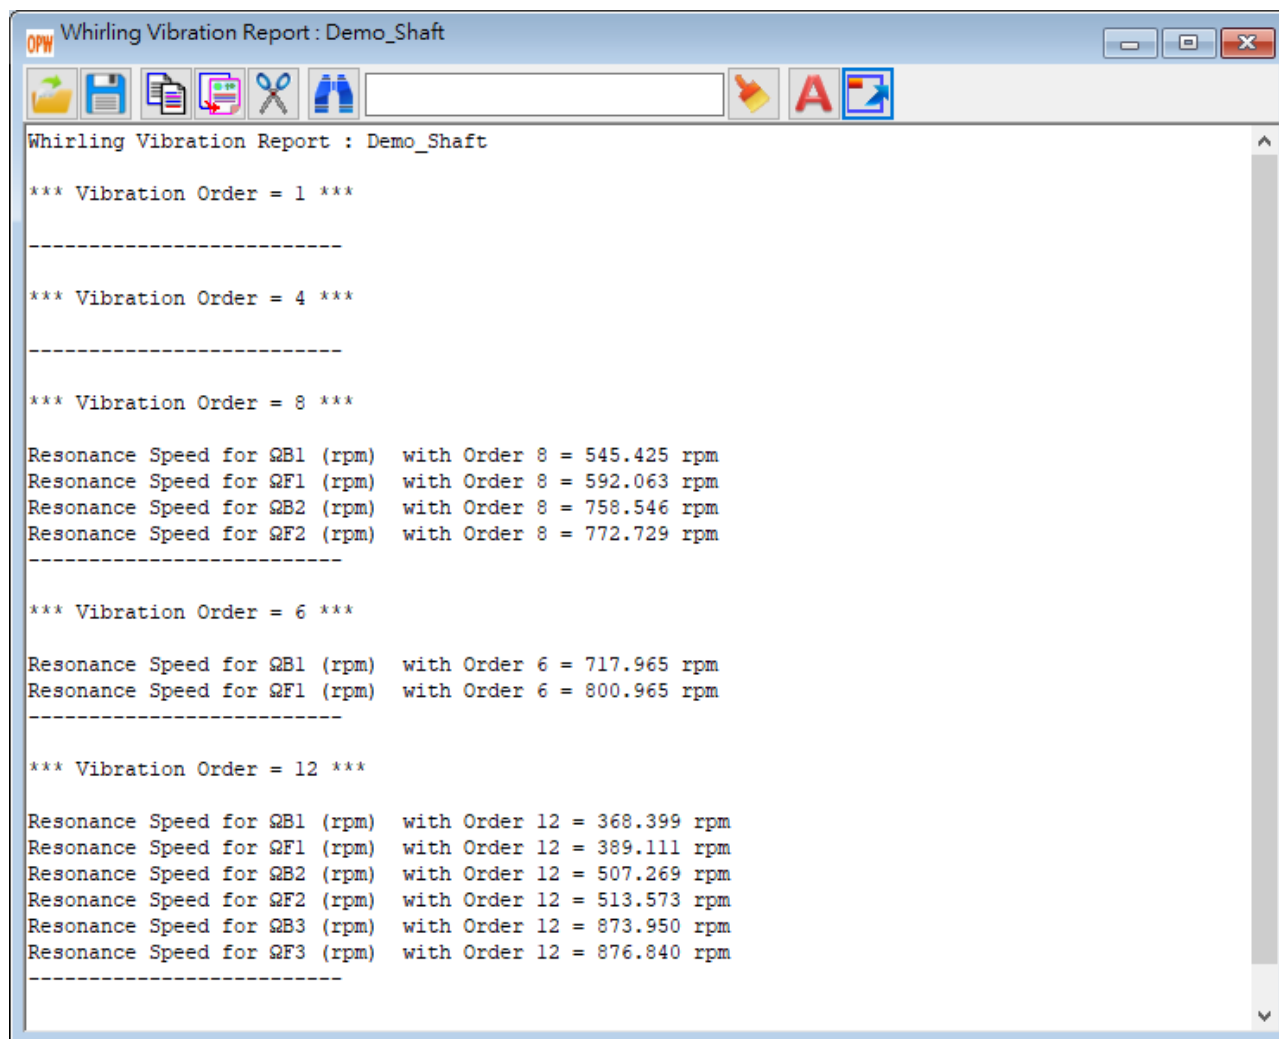 OPW Whirling Vibration Report : Demo_Shaft
A
Whirling Vibration Report : Demo_Shaft
*** Vibration Order = 1 ***
--------------------------
*** Vibration Order = 4 ***
--------------------------
*** Vibration Order = 8 ***
Resonance Speed for ΩB1 (rpm)  with Order 8 = 545.425 rpm
Resonance Speed for ΩF1 (rpm)  with Order 8 = 592.063 rpm
Resonance Speed for ΩB2 (rpm)  with Order 8 = 758.546 rpm
Resonance Speed for ΩF2 (rpm)  with Order 8 = 772.729 rpm
--------------------------
*** Vibration Order = 6 ***
Resonance Speed for ΩB1 (rpm)  with Order 6 = 717.965 rpm
Resonance Speed for ΩF1 (rpm)  with Order 6 = 800.965 rpm
--------------------------
*** Vibration Order = 12 ***
Resonance Speed for ΩB1 (rpm)  with Order 12 = 368.399 rpm
Resonance Speed for ΩF1 (rpm)  with Order 12 = 389.111 rpm
Resonance Speed for ΩB2 (rpm)  with Order 12 = 507.269 rpm
Resonance Speed for ΩF2 (rpm)  with Order 12 = 513.573 rpm
Resonance Speed for ΩB3 (rpm)  with Order 12 = 873.950 rpm
Resonance Speed for ΩF3 (rpm)  with Order 12 = 876.840 rpm
--------------------------